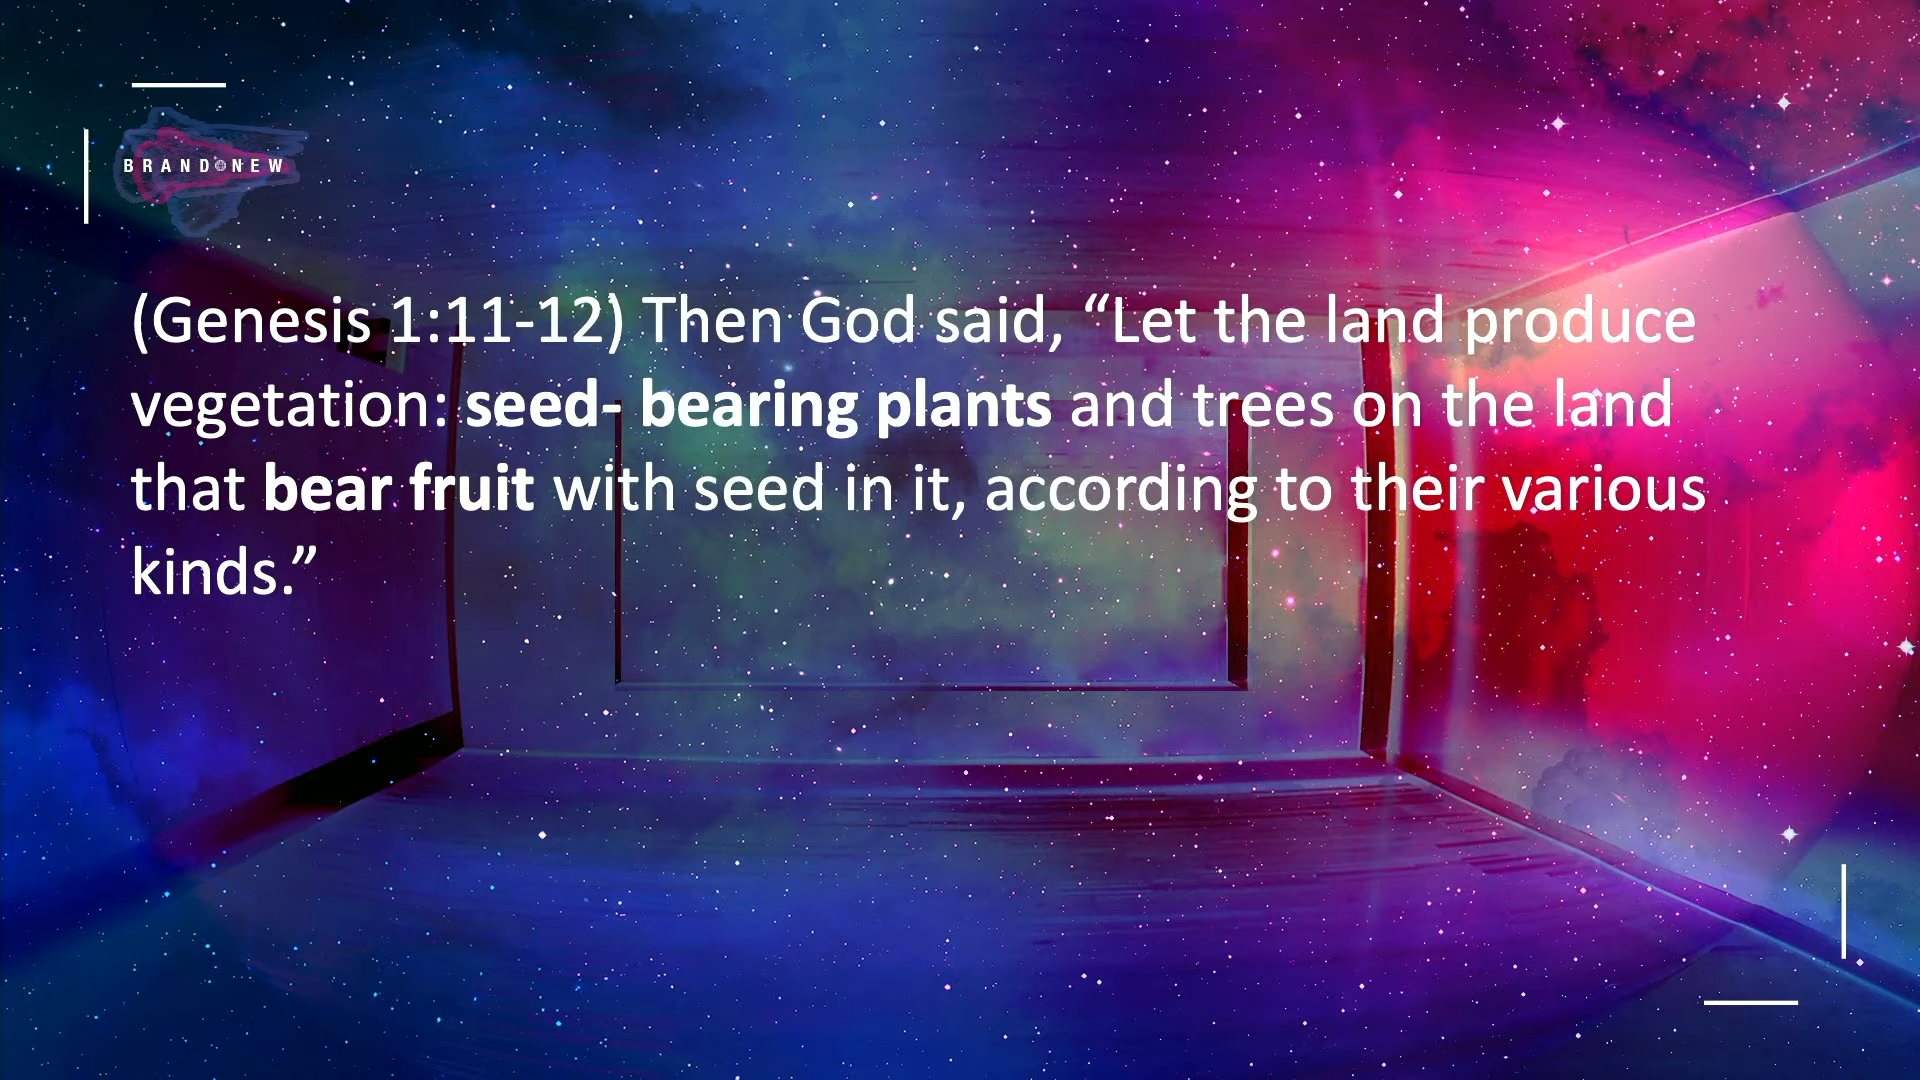 BRAND NEW
(Genesis 1:11-12) Then God said, “Let the land produce
vegetation: seed- bearing plants and trees on the land
that bear fruit with seed in it, according to their various
kinds.”